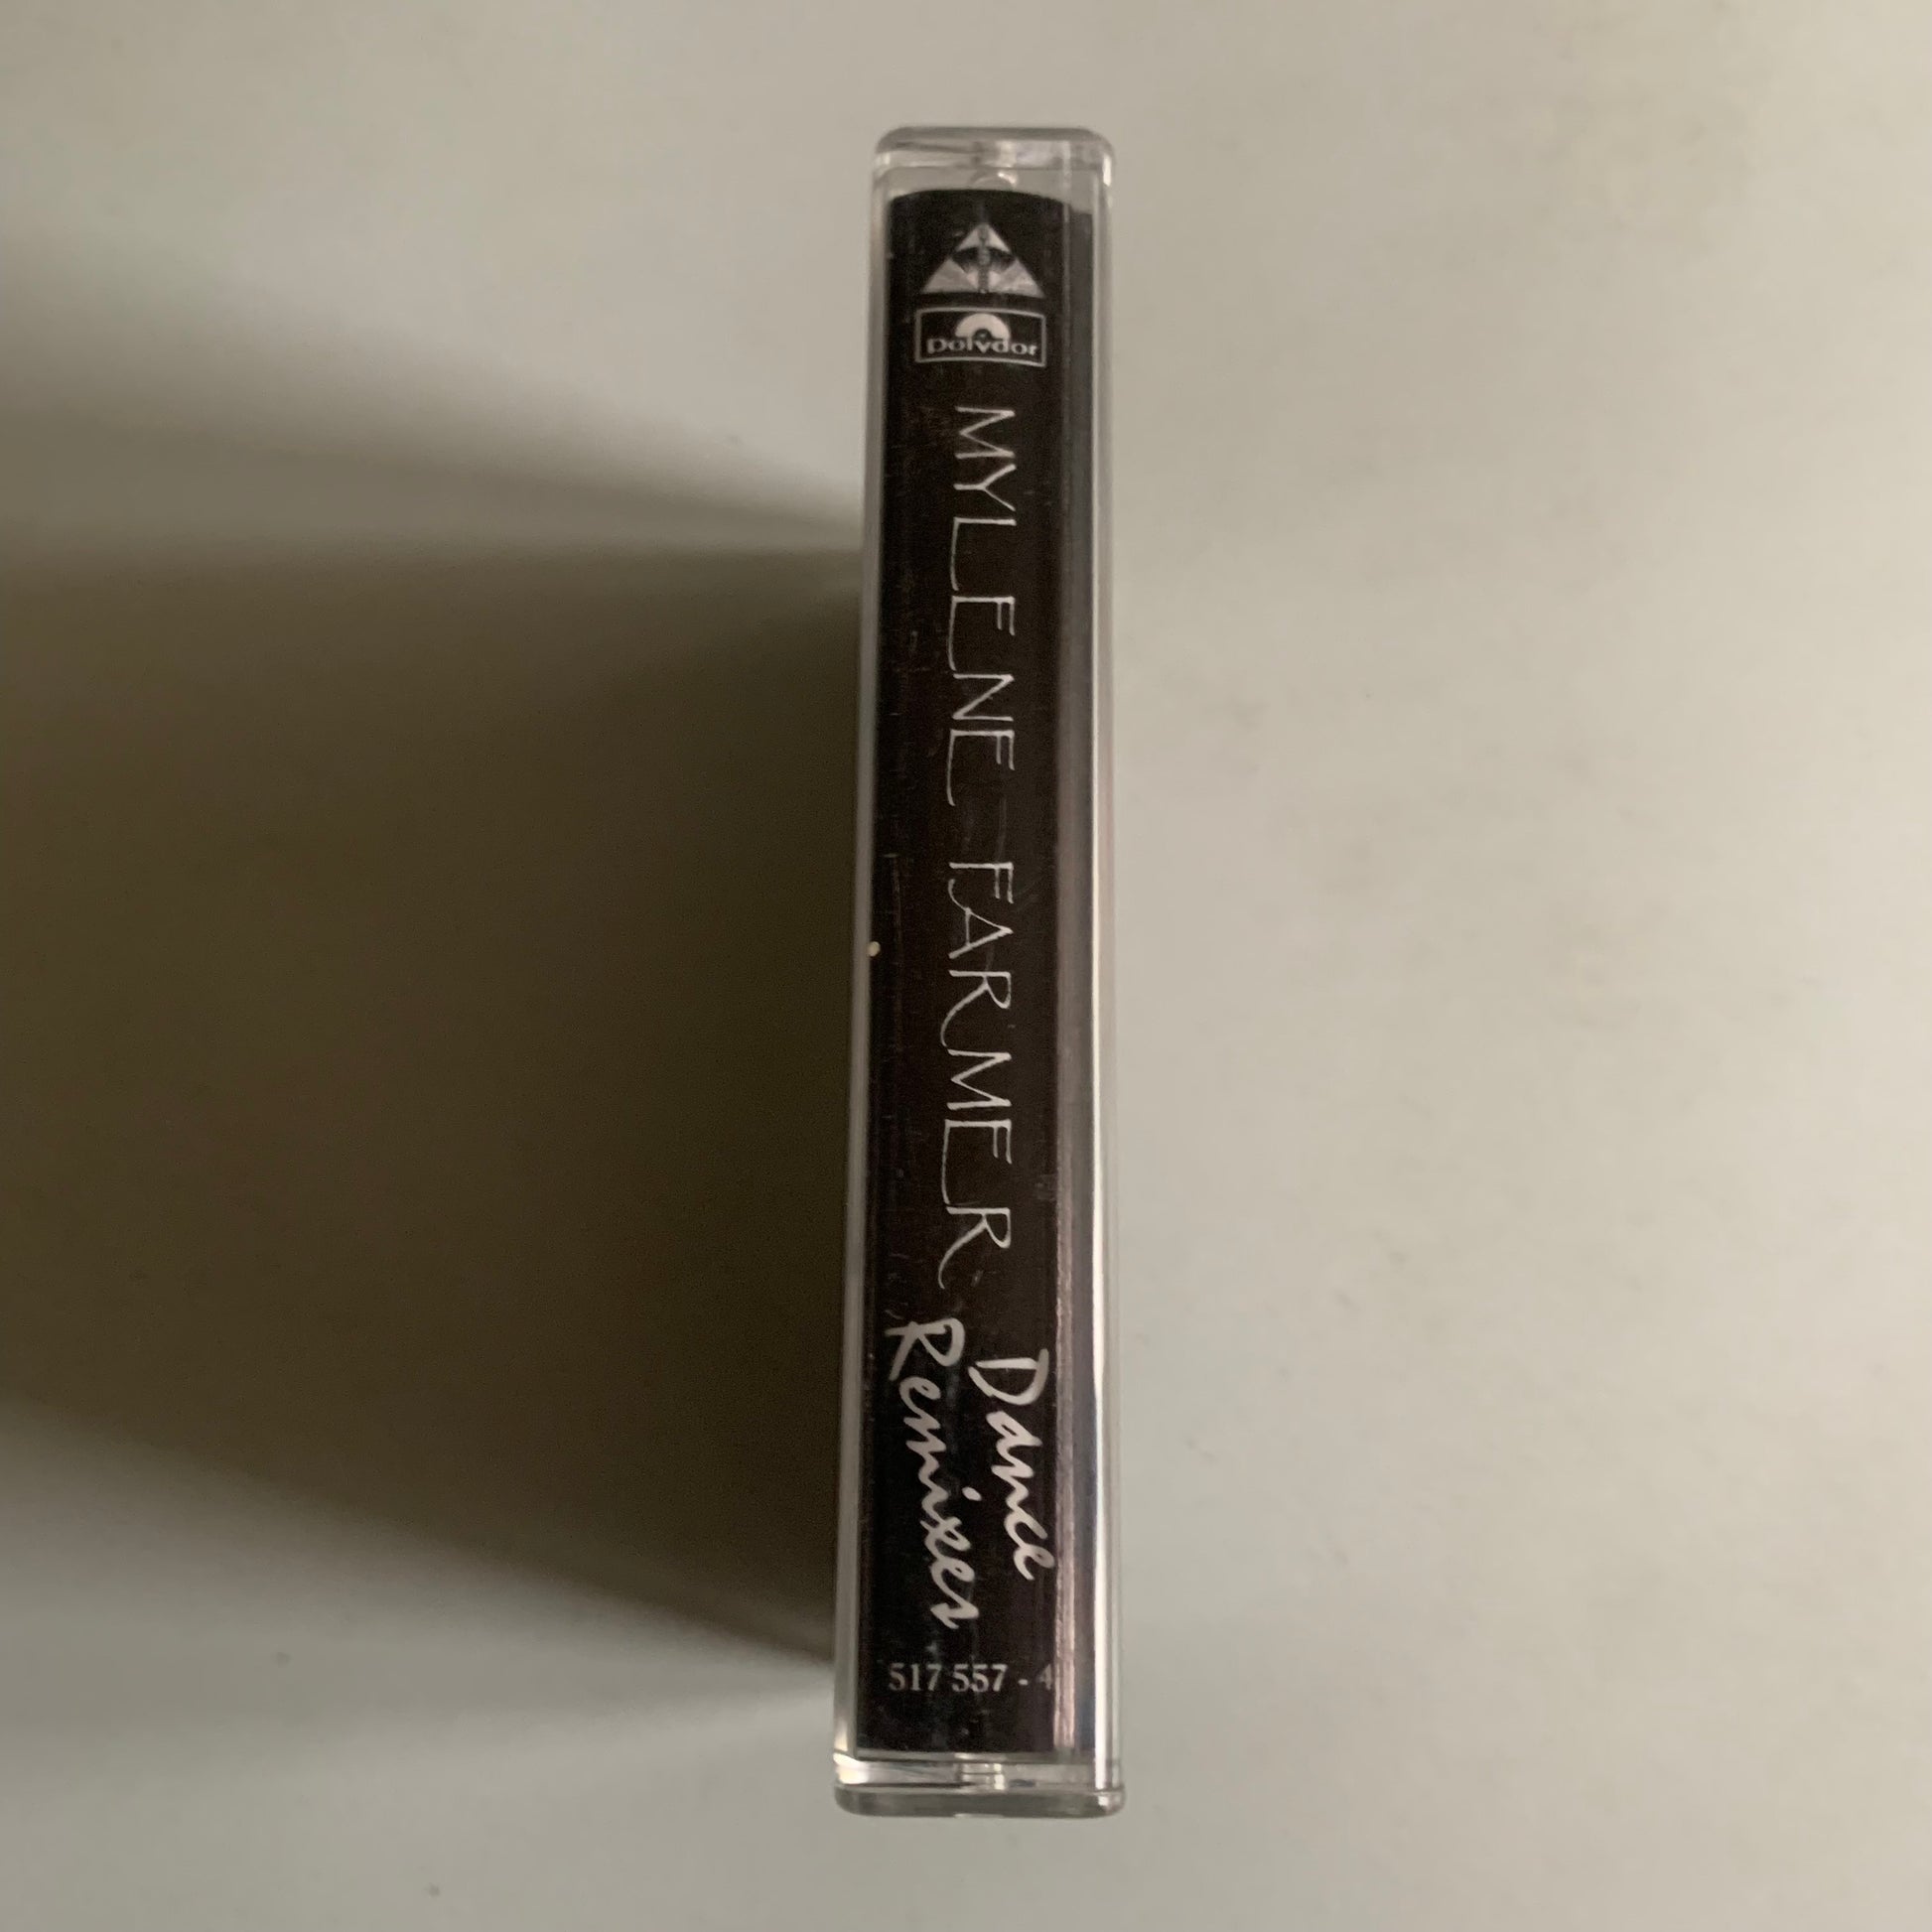 Polydor
MYLENE FARMER
Dance
Remixes
517 557 - 4